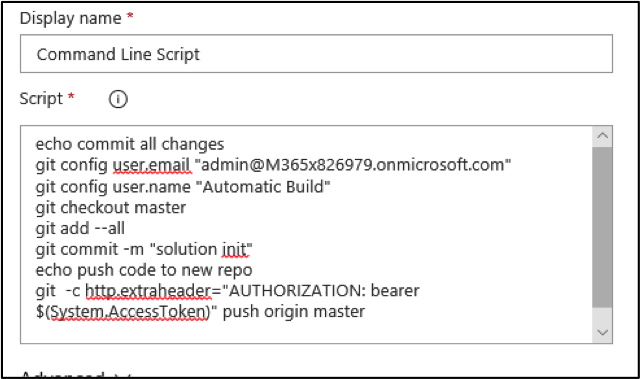 Display name *
Command Line Script
Script *
echo commit all changes
git config user.email "admin@M365x826979.onmicrosoft.com"
git config user.name "Automatic Build"
git checkout master
git add --all
git commit -m "solution init"
echo push code to new repo
git  -c http.extraheader="AUTHORIZATION: bearer
$(System.AccessToken)" push origin master